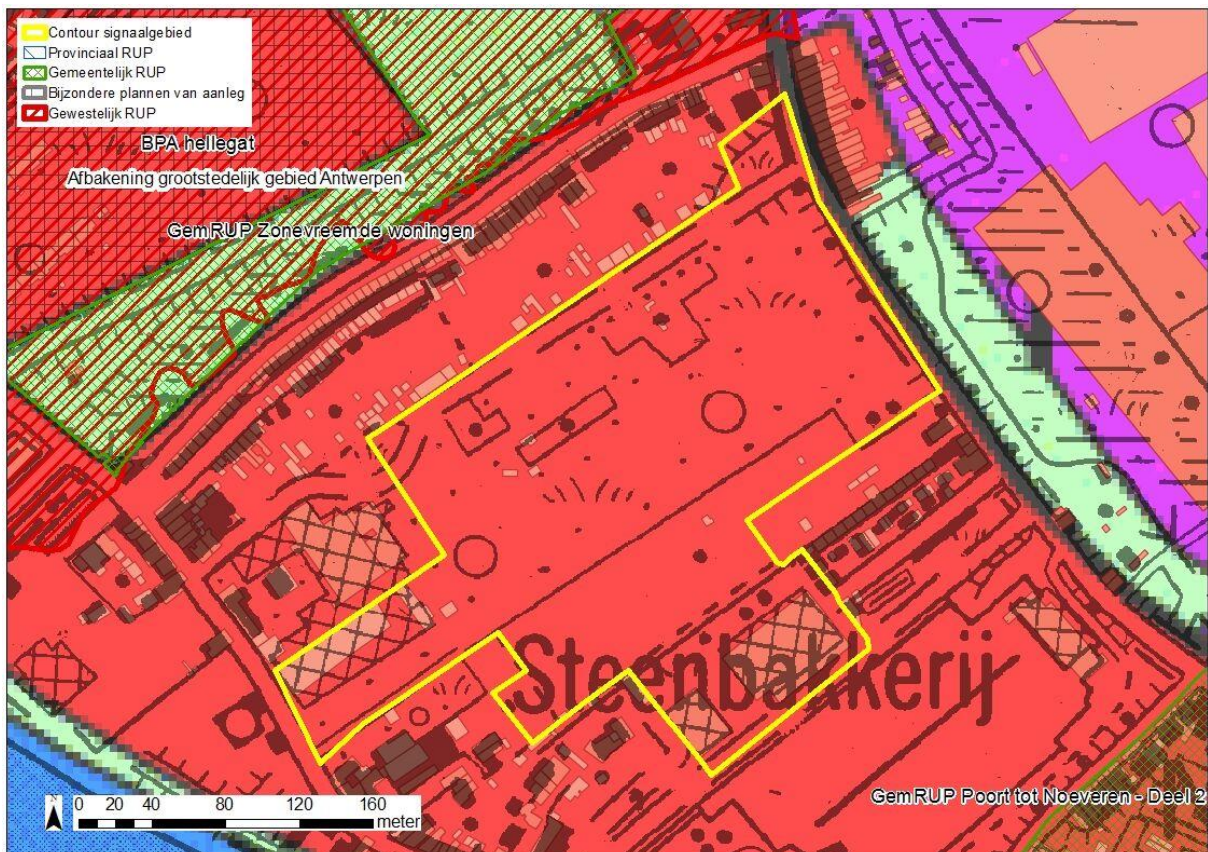 Contour signaalgebied
Provinciaal RUP
Gemeentelijk RUP
Bijzondere plannen van aanleg
Gewestelijk RUP
BPA hellegat
Afbakening grootstedelijk gebied Antwerpen
GemRUP Zonevreemde woningen
Steenbakkerij
GemRUP Poort tot Noeveren - Deel 2
0 20 40 80 120 160
meter